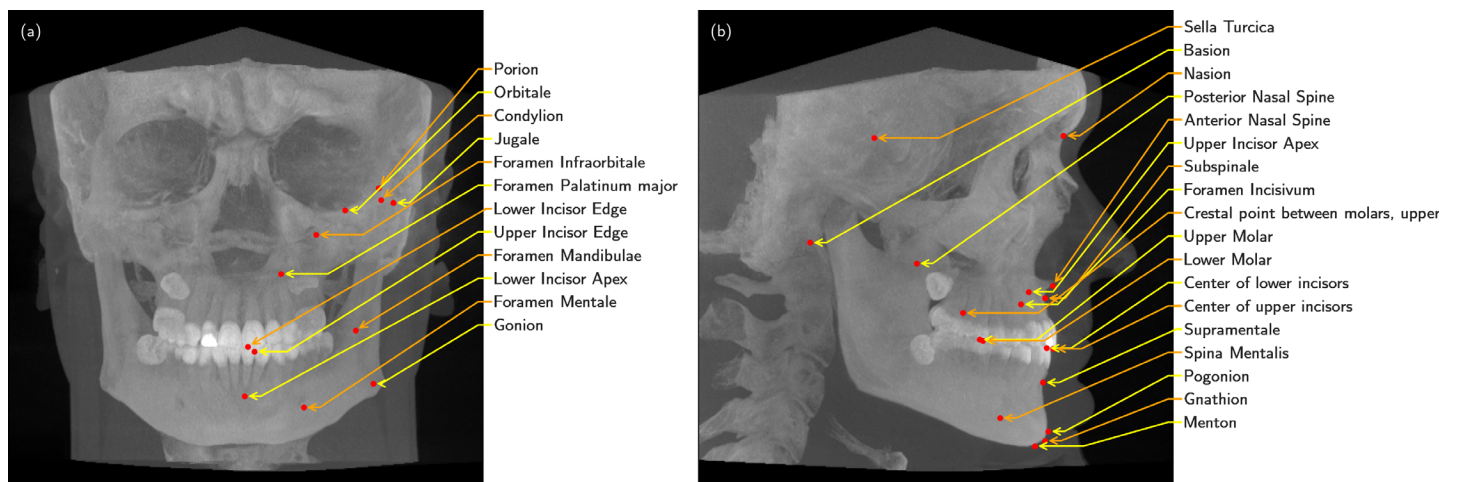 (a)
Porion
Orbitale
Condylion
Jugale
Foramen Infraorbitale
Foramen Palatinum major
Lower Incisor Edge
Upper Incisor Edge
Foramen Mandibulae
Lower Incisor Apex
Foramen Mentale
Gonion
(b)
Sella Turcica
Basion
Nasion
Posterior Nasal Spine
Anterior Nasal Spine
Upper Incisor Apex
Subspinale
Foramen Incisivum
Crestal point between molars, upper
Upper Molar
Lower Molar
Center of lower incisors
Center of upper incisors
Supramentale
Spina Mentalis
Pogonion
Gnathion
Menton